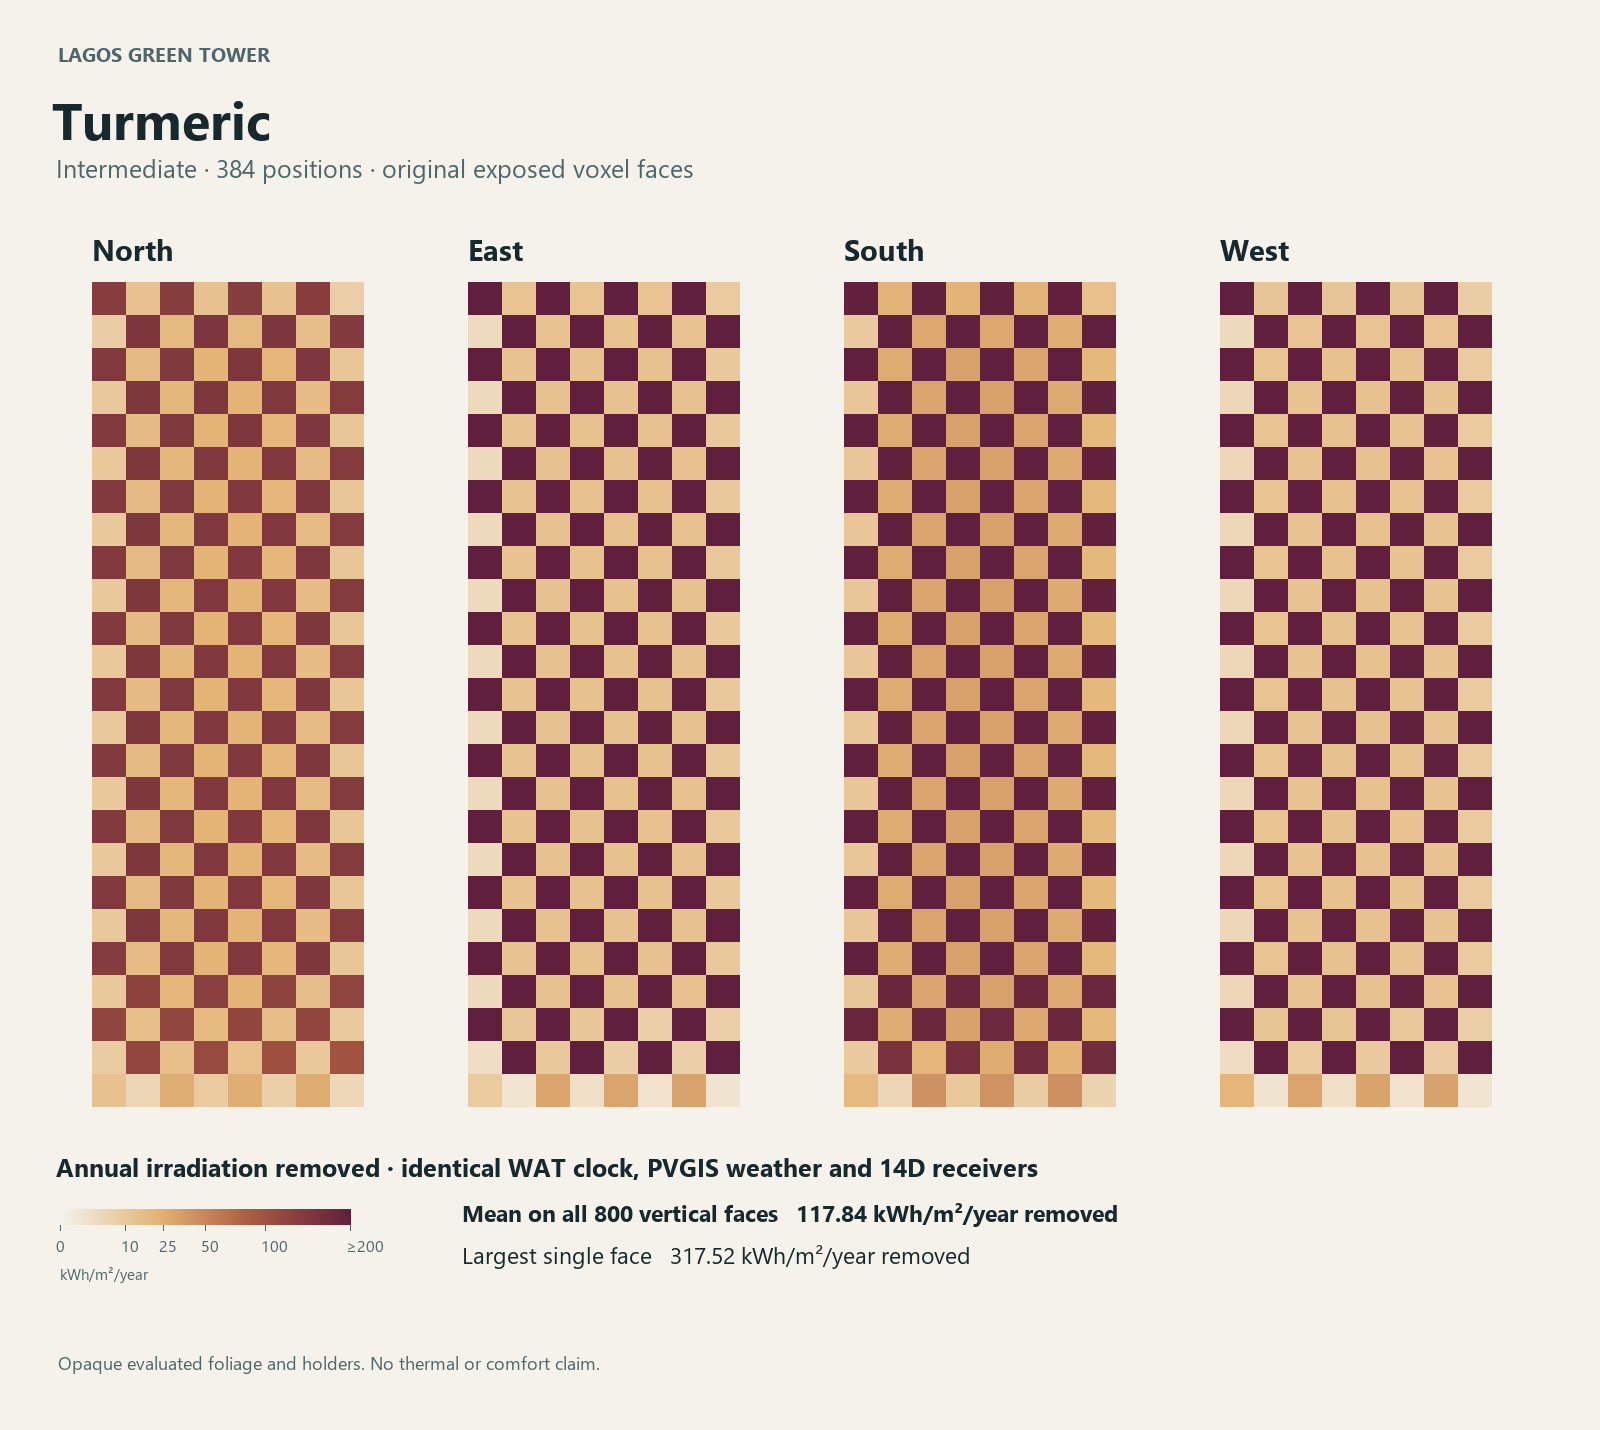 LAGOS GREEN TOWER
Turmeric
Intermediate · 384 positions · original exposed voxel faces
North East South West
Annual irradiation removed · identical WAT clock, PVGIS weather and 14D receivers
Mean on all 800 vertical faces 117.84 kWh/m²/year removed
0 10 25 50 100 ≥200
Largest single face 317.52 kWh/m²/year removed
kWh/m²/year
Opaque evaluated foliage and holders. No thermal or comfort claim.